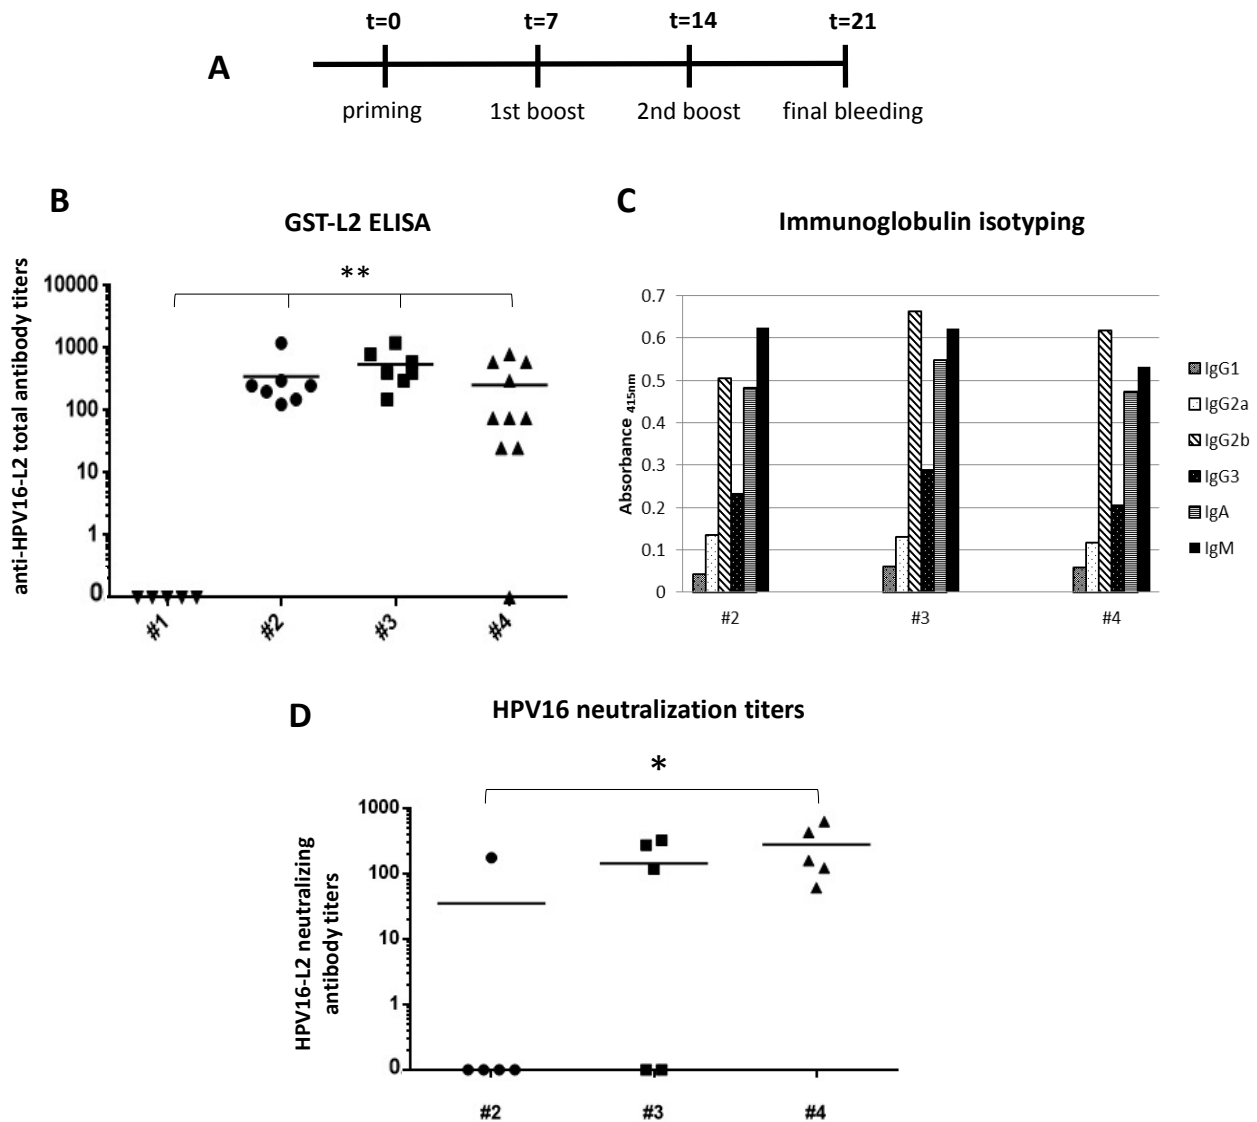 t=0 t=7 t=14 t=21
A
priming 1st boost 2nd boost final bleeding
B
GST-L2 ELISA
**
anti-HPV16-L2 total antibody titers
10000
1000
100
10
1
0
#1 #2 #3 #4
C
Immunoglobulin isotyping
Absorbance 415nm
0.7
0.6
0.5
0.4
0.3
0.2
0.1
0
#2 #3 #4
IgG1
IgG2a
IgG2b
IgG3
IgA
IgM
D
HPV16 neutralization titers
*
HPV16-L2 neutralizing
antibody titers
1000
100
10
1
0
#2 #3 #4